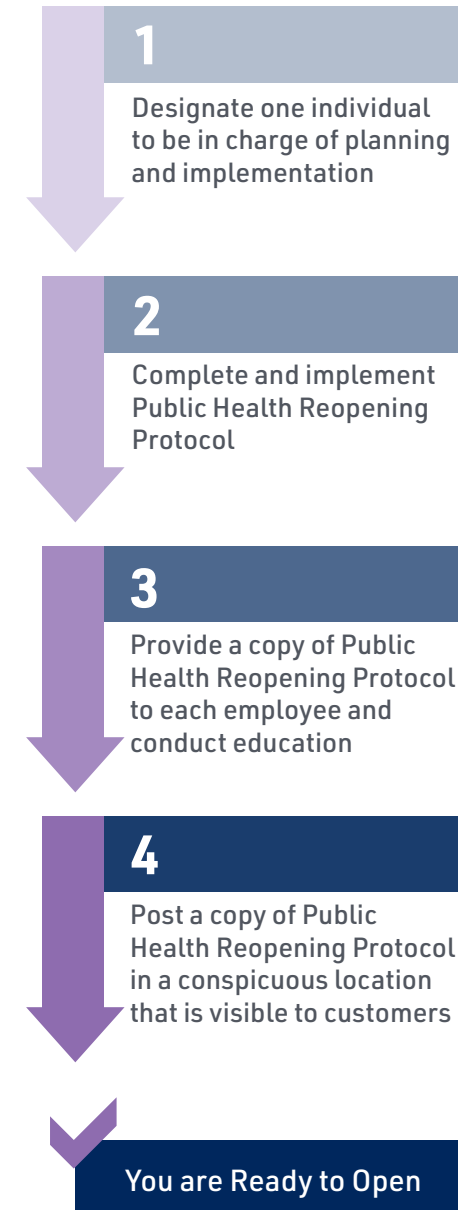 1
Designate one individual
to be in charge of planning
and implementation
2
Complete and implement
Public Health Reopening
Protocol
3
Provide a copy of Public
Health Reopening Protocol
to each employee and
conduct education
4
Post a copy of Public
Health Reopening Protocol
in a conspicuous location
that is visible to customers
You are Ready to Open